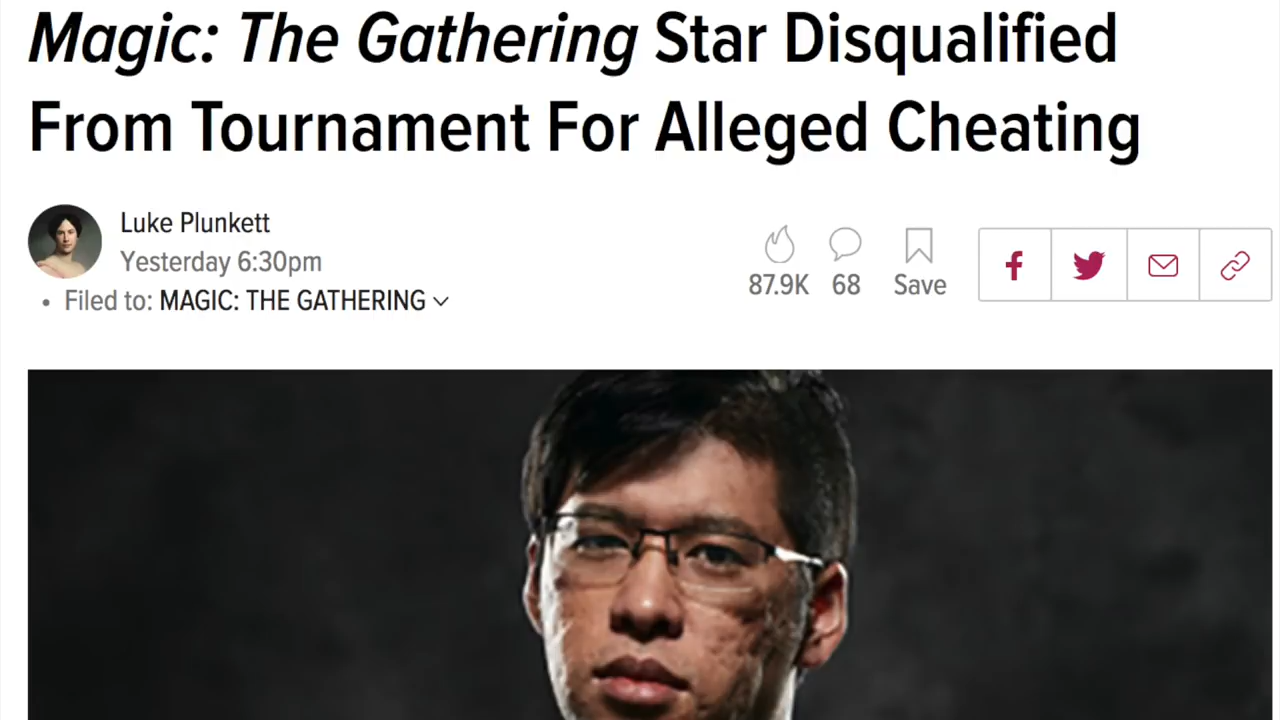 Magic: The Gathering Star Disqualified
From Tournament For Alleged Cheating
Luke Plunkett
Yesterday 6:30pm
87.9K 68 Save
• Filed to: MAGIC: THE GATHERING